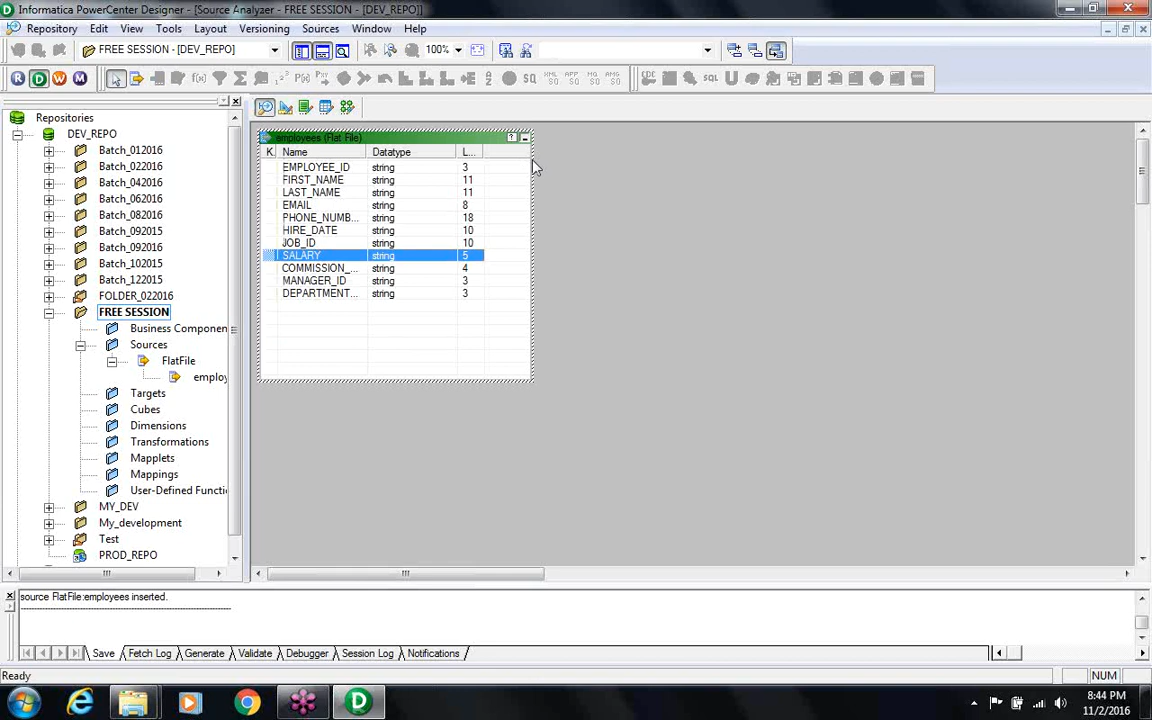 Informatica PowerCenter Designer - [Source Analyzer - FREE SESSION - [DEV_REPO]]
Repository Edit View Tools Layout Versioning Sources Window Help
FREE SESSION - [DEV_REPO] 100%
R D W M
Repositories
DEV_REPO
Batch_012016
Batch_022016
Batch_042016
Batch_062016
Batch_082016
Batch_092015
Batch_092016
Batch_102015
Batch_122015
FOLDER_022016
FREE SESSION
Business Componen
Sources
FlatFile
employ
Targets
Cubes
Dimensions
Transformations
Mapplets
Mappings
User-Defined Functi
MY_DEV
My_development
Test
PROD_REPO
employees (Flat File)
K. Name Datatype L...
EMPLOYEE_ID string 3
FIRST_NAME string 11
LAST_NAME string 11
EMAIL string 8
PHONE_NUMB... string 18
HIRE_DATE string 10
JOB_ID string 10
SALARY string 5
COMMISSION_... string 4
MANAGER_ID string 3
DEPARTMENT... string 3
source FlatFile:employees inserted.
Save Fetch Log Generate Validate Debugger Session Log Notifications
Ready
NUM
8:44 PM
11/2/2016